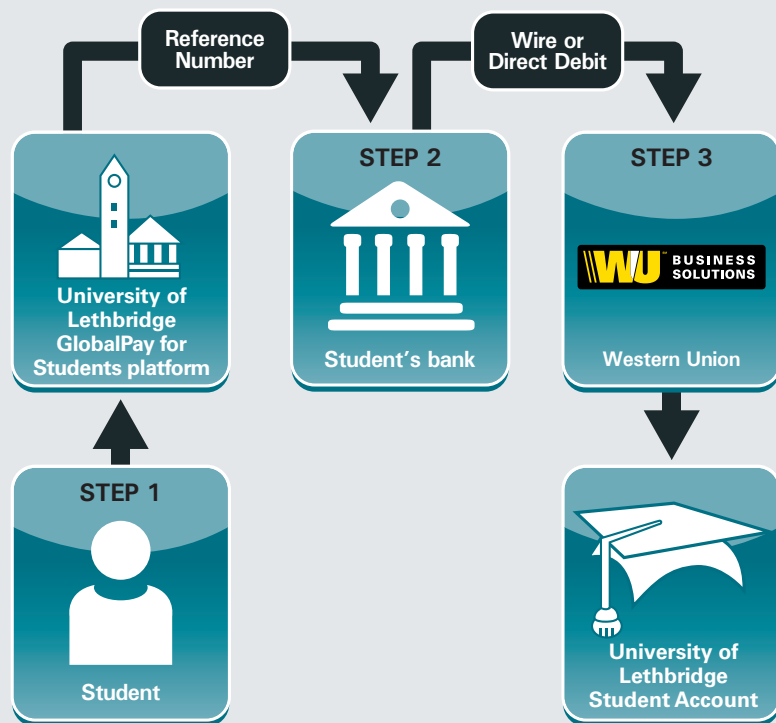 Reference
Number
Wire or
Direct Debit
University of
Lethbridge
GlobalPay for
Students platform
STEP 2
Student’s bank
STEP 3
WU BUSINESS
SOLUTIONS
Western Union
STEP 1
Student
University of
Lethbridge
Student Account